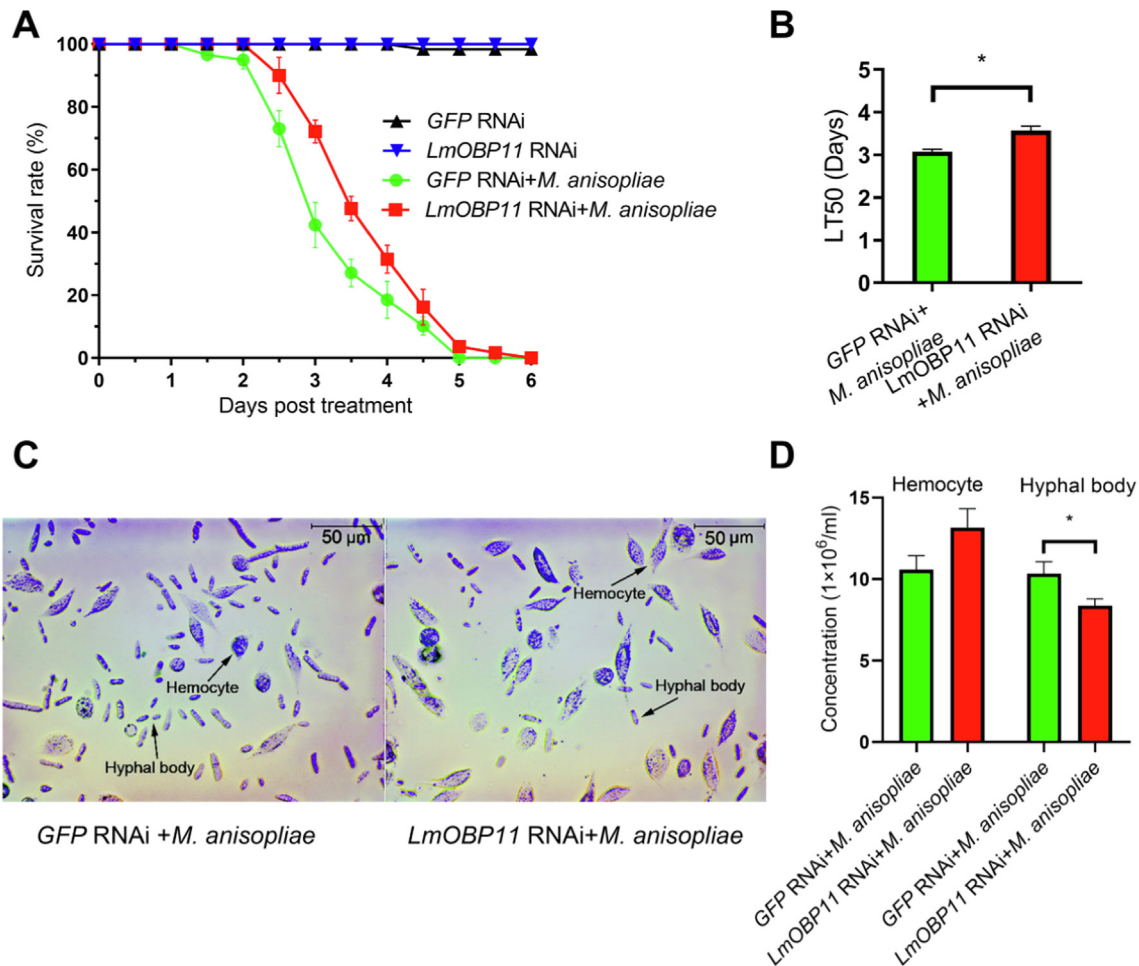 A
100
80
60
40
20
0
Survival rate (%)
0 1 2 3 4 5 6
Days post treatment
GFP RNAi
LmOBP11 RNAi
GFP RNAi+M. anisopliae
LmOBP11 RNAi+M. anisopliae
B
*
5
4
3
2
1
0
LT50 (Days)
GFP RNAi+
M. anisopliae
LmOBP11 RNAi
+M. anisopliae
C
50 µm
Hemocyte
Hyphal body
GFP RNAi +M. anisopliae
50 µm
Hemocyte
Hyphal body
LmOBP11 RNAi+M. anisopliae
D
Hemocyte
Hyphal body
*
15
10
5
0
Concentration (1×10⁶/ml)
GFP RNAi+M. anisopliae
LmOBP11 RNAi+M. anisopliae
GFP RNAi+M. anisopliae
LmOBP11 RNAi+M. anisopliae